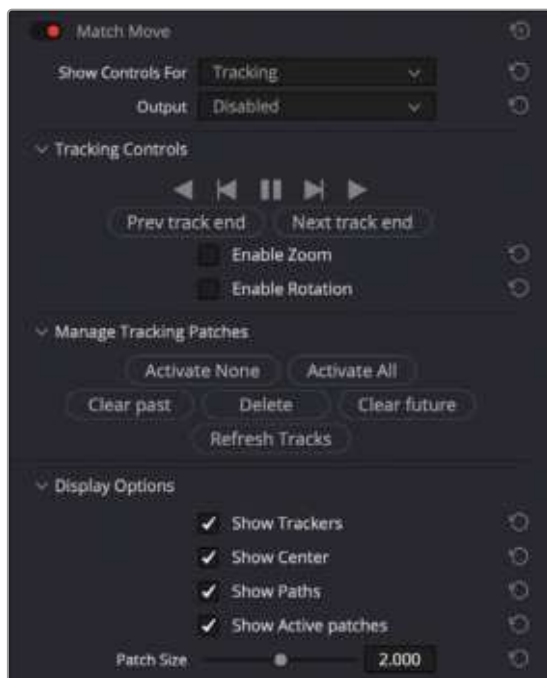 Match Move
Show Controls For Tracking
Output Disabled
Tracking Controls
Prev track end Next track end
Enable Zoom
Enable Rotation
Manage Tracking Patches
Activate None Activate All
Clear past Delete Clear future
Refresh Tracks
Display Options
Show Trackers
Show Center
Show Paths
Show Active patches
Patch Size 2.000